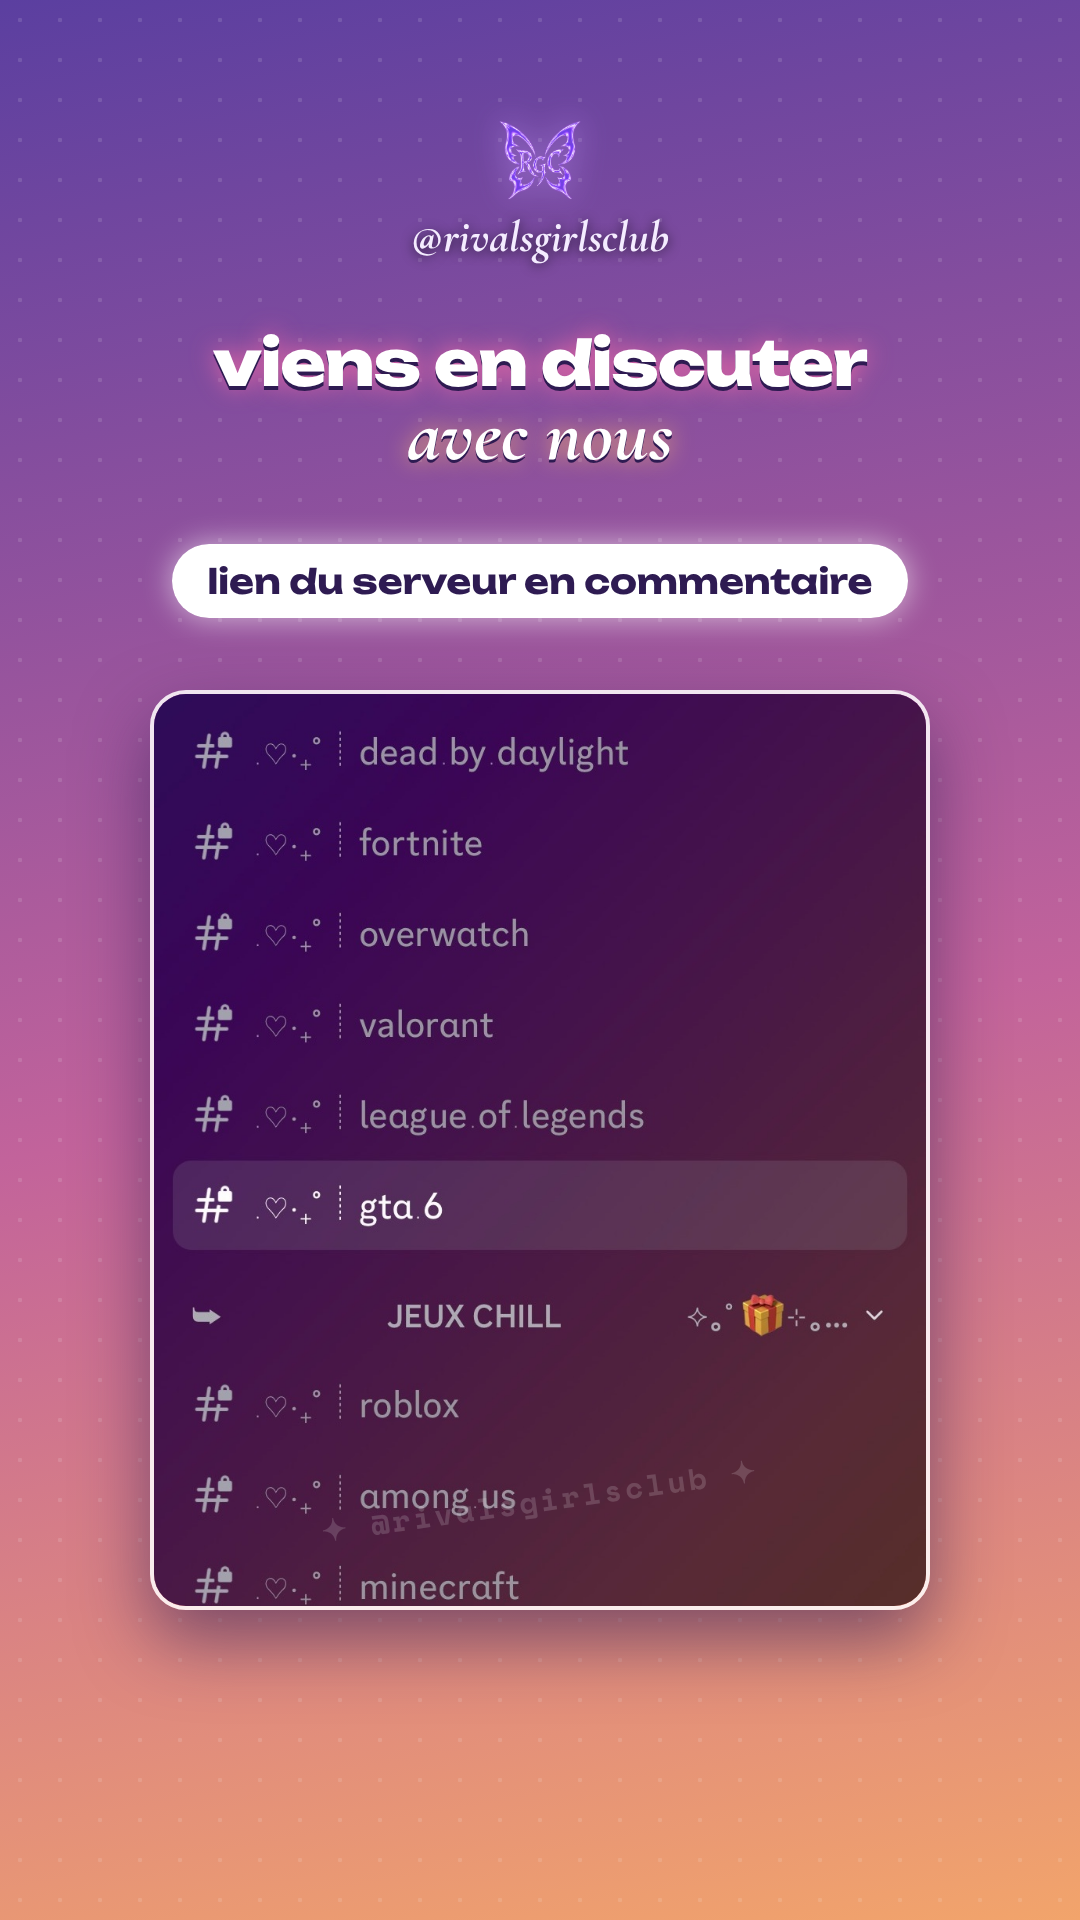 RGC
@rivalsgirlsclub
viens en discuter
avec nous
lien du serveur en commentaire
# .♡·₊˚ ┊ dead.by.daylight
# .♡·₊˚ ┊ fortnite
# .♡·₊˚ ┊ overwatch
# .♡·₊˚ ┊ valorant
# .♡·₊˚ ┊ league.of.legends
# .♡·₊˚ ┊ gta.6
➥ JEUX CHILL ✧｡˚🎁⊹｡...
# .♡·₊˚ ┊ roblox
# .♡·₊˚ ┊ among.us
✦ @rivalsgirlsclub ✦
# .♡·₊˚ ┊ minecraft